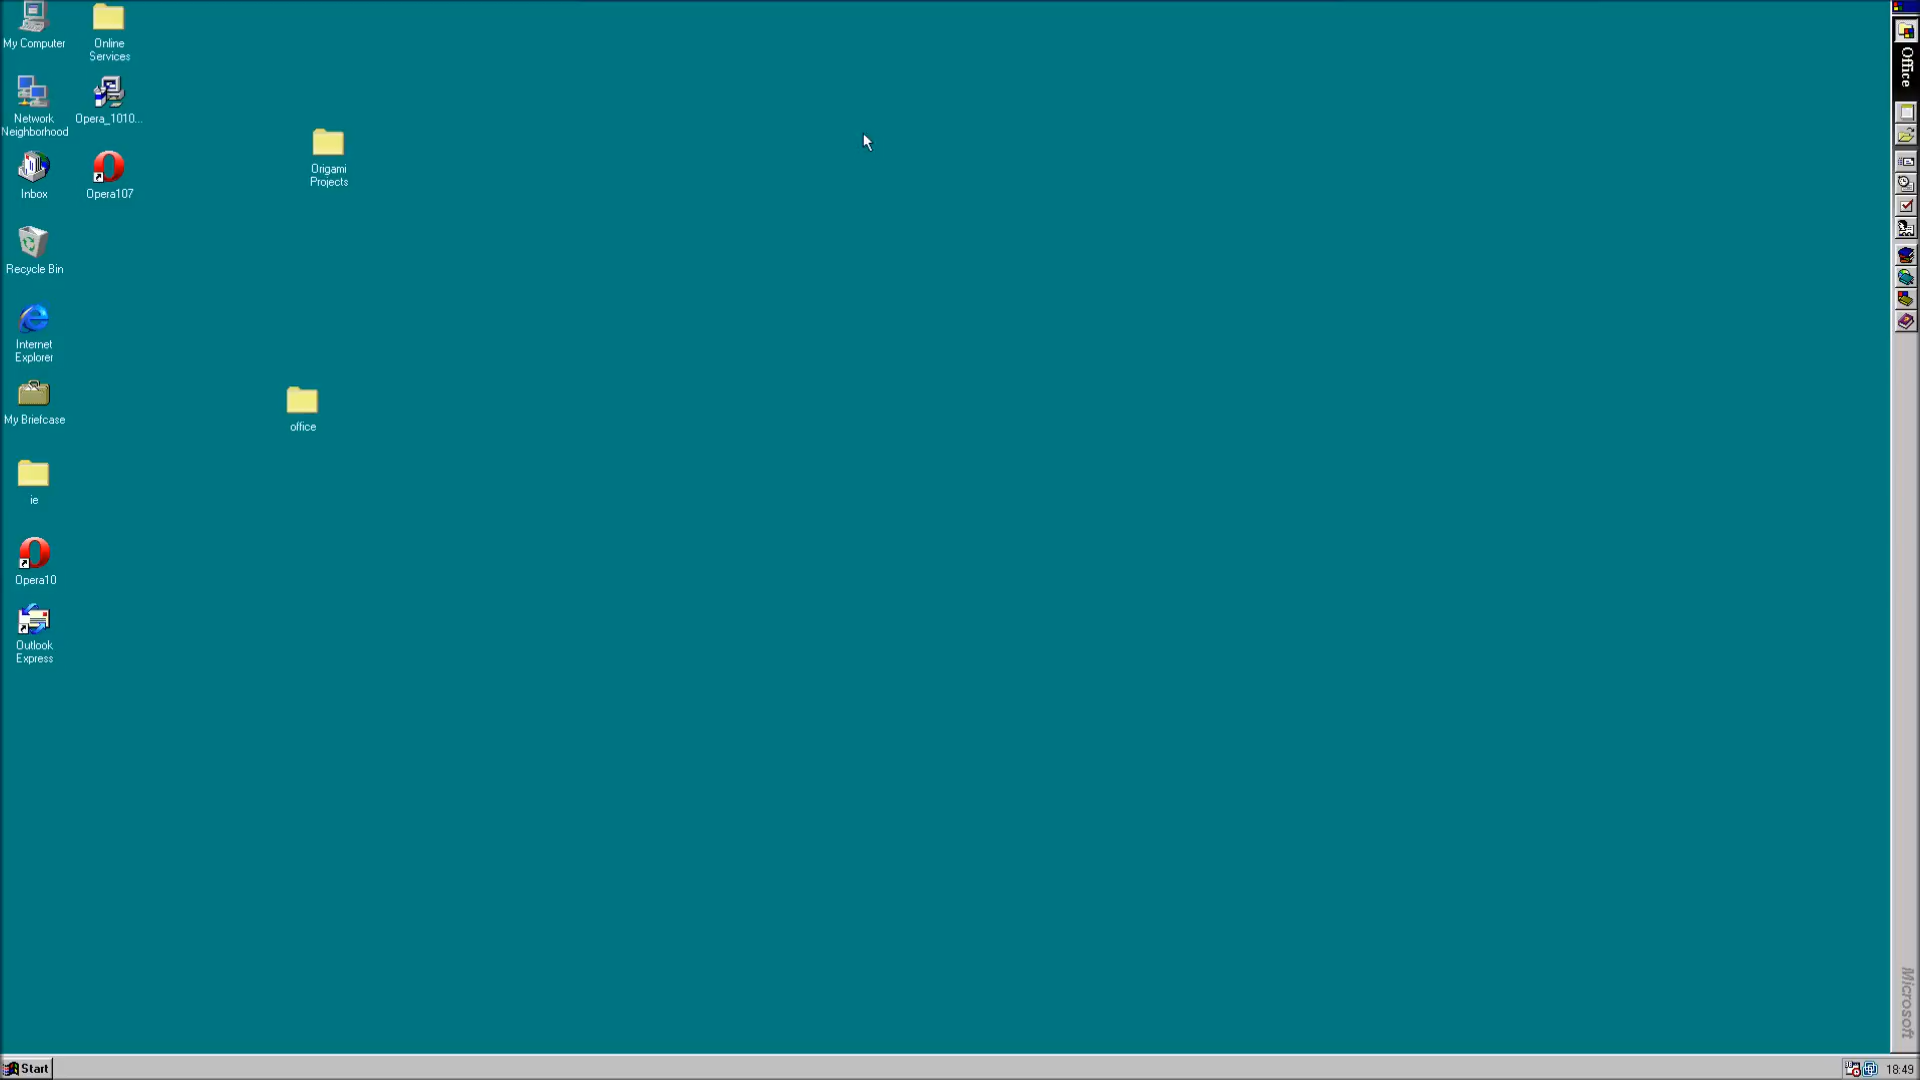 My Computer
Online
Services
Network
Neighborhood
Opera_1010...
Origami
Projects
Inbox
Opera107
Recycle Bin
Internet
Explorer
My Briefcase
office
ie
Opera10
Outlook
Express
Office
Microsoft
Start
18:49